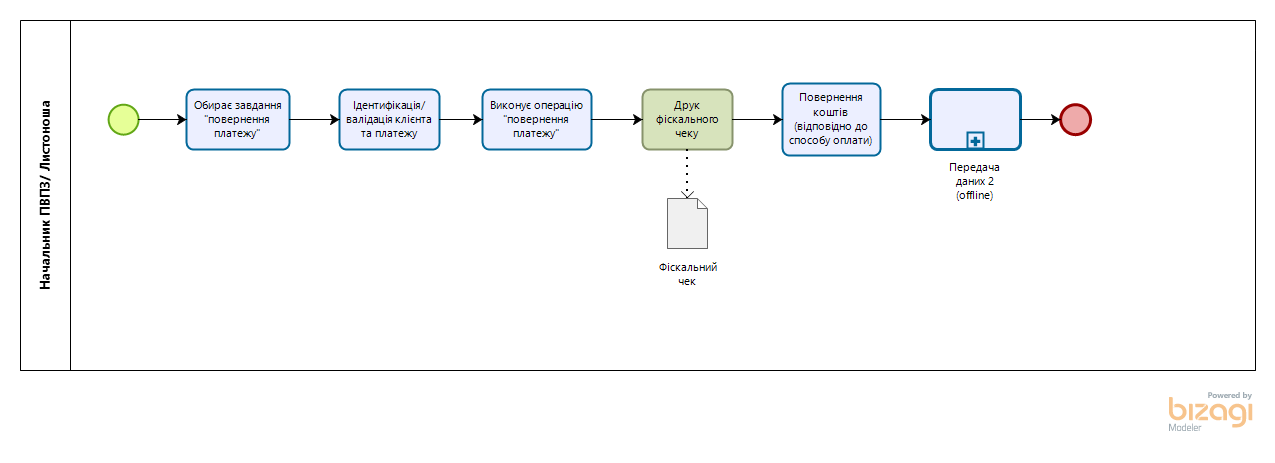 Начальник ПВПЗ/ Листоноша
Обирає завдання
"повернення
платежу"
Ідентифікація/
валідація клієнта
та платежу
Виконує операцію
"повернення
платежу"
Друк
фіскального
чеку
Повернення
коштів
(відповідно до
способу оплати)
Передача
даних 2
(offline)
Фіскальний
чек
Powered by
bizagi
Modeler